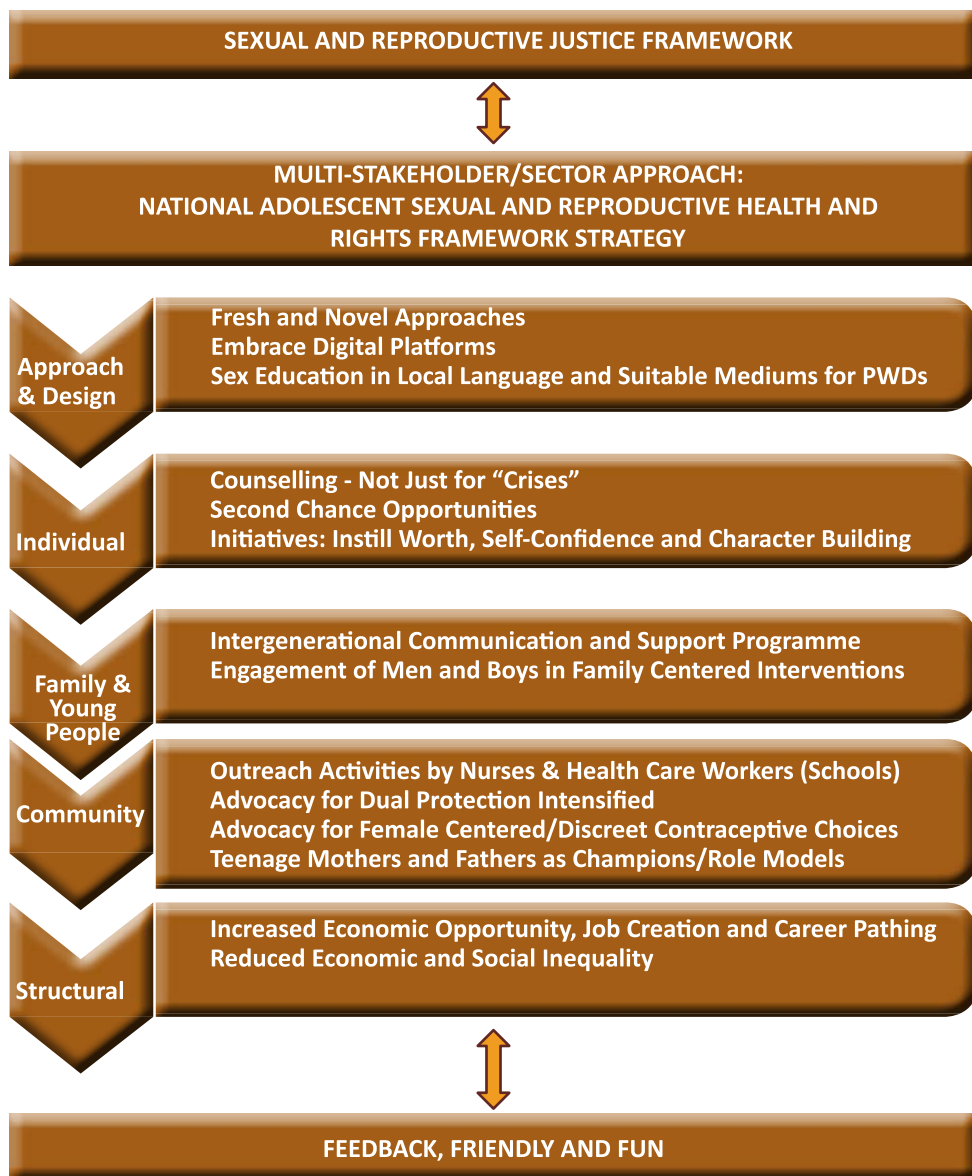 SEXUAL AND REPRODUCTIVE JUSTICE FRAMEWORK
MULTI-STAKEHOLDER/SECTOR APPROACH:
NATIONAL ADOLESCENT SEXUAL AND REPRODUCTIVE HEALTH AND
RIGHTS FRAMEWORK STRATEGY
Approach
& Design
Fresh and Novel Approaches
Embrace Digital Platforms
Sex Education in Local Language and Suitable Mediums for PWDs
Individual
Counselling - Not Just for “Crises”
Second Chance Opportunities
Initiatives: Instill Worth, Self-Confidence and Character Building
Family &
Young
People
Intergenerational Communication and Support Programme
Engagement of Men and Boys in Family Centered Interventions
Community
Outreach Activities by Nurses & Health Care Workers (Schools)
Advocacy for Dual Protection Intensified
Advocacy for Female Centered/Discreet Contraceptive Choices
Teenage Mothers and Fathers as Champions/Role Models
Structural
Increased Economic Opportunity, Job Creation and Career Pathing
Reduced Economic and Social Inequality
FEEDBACK, FRIENDLY AND FUN